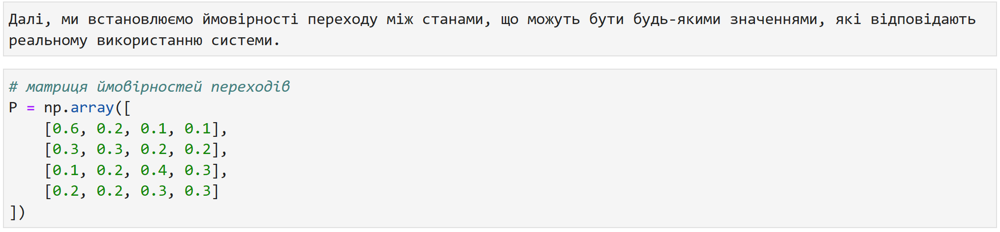 Далі, ми встановлюємо ймовірності переходу між станами, що можуть бути будь-якими значеннями, які відповідають
реальному використанню системи.
# матриця ймовірностей переходів
P = np.array([
    [0.6, 0.2, 0.1, 0.1],
    [0.3, 0.3, 0.2, 0.2],
    [0.1, 0.2, 0.4, 0.3],
    [0.2, 0.2, 0.3, 0.3]
])